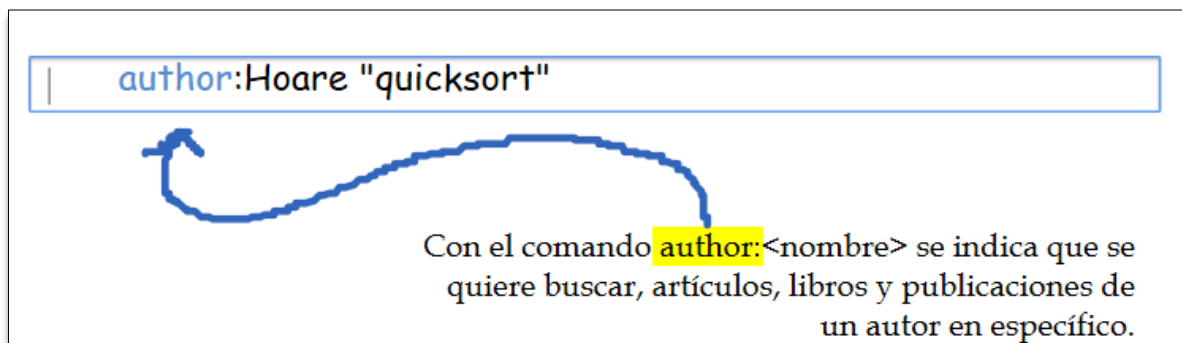 author:Hoare "quicksort"
Con el comando author:<nombre> se indica que se
quiere buscar, artículos, libros y publicaciones de
un autor en específico.